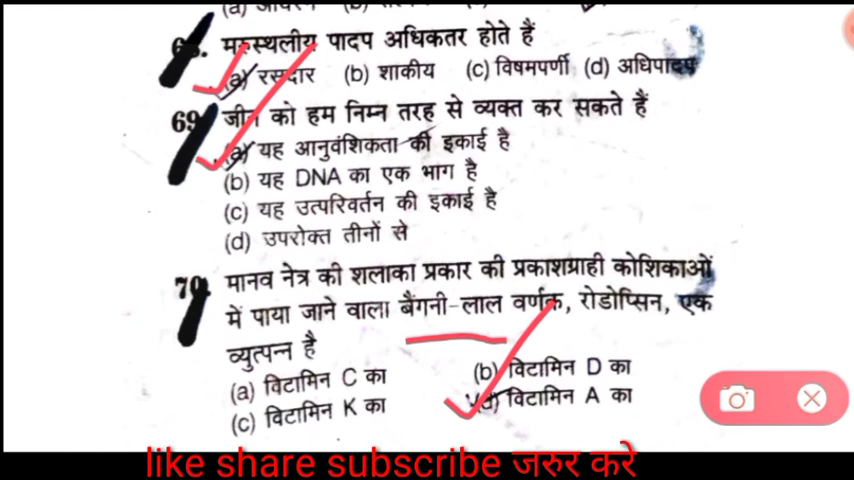 68. मरुस्थलीय पादप अधिकतर होते हैं
(a) रसदार (b) शाकीय (c) विषमपर्णी (d) अधिपादप
69. जीन को हम निम्न तरह से व्यक्त कर सकते हैं
(a) यह आनुवंशिकता की इकाई है
(b) यह DNA का एक भाग है
(c) यह उत्परिवर्तन की इकाई है
(d) उपरोक्त तीनों से
70. मानव नेत्र की शलाका प्रकार की प्रकाशग्राही कोशिकाओं
में पाया जाने वाला बैंगनी-लाल वर्णक, रोडोप्सिन, एक
व्युत्पन्न है
(a) विटामिन C का (b) विटामिन D का
(c) विटामिन K का (d) विटामिन A का
like share subscribe जरुर करे